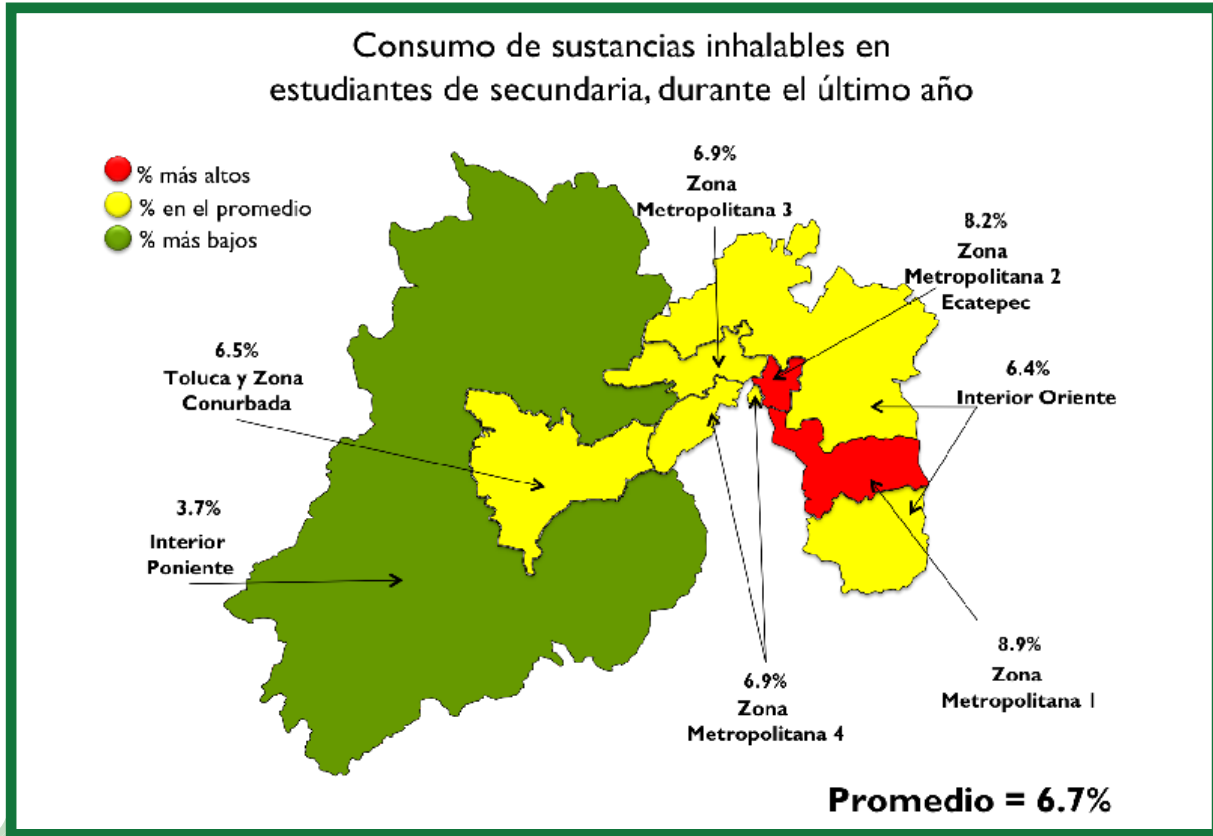 Consumo de sustancias inhalables en
estudiantes de secundaria, durante el último año
% más altos
% en el promedio
% más bajos
6.9%
Zona
Metropolitana 3
8.2%
Zona
Metropolitana 2
Ecatepec
6.5%
Toluca y Zona
Conurbada
6.4%
Interior Oriente
3.7%
Interior
Poniente
8.9%
Zona
Metropolitana 1
6.9%
Zona
Metropolitana 4
Promedio = 6.7%